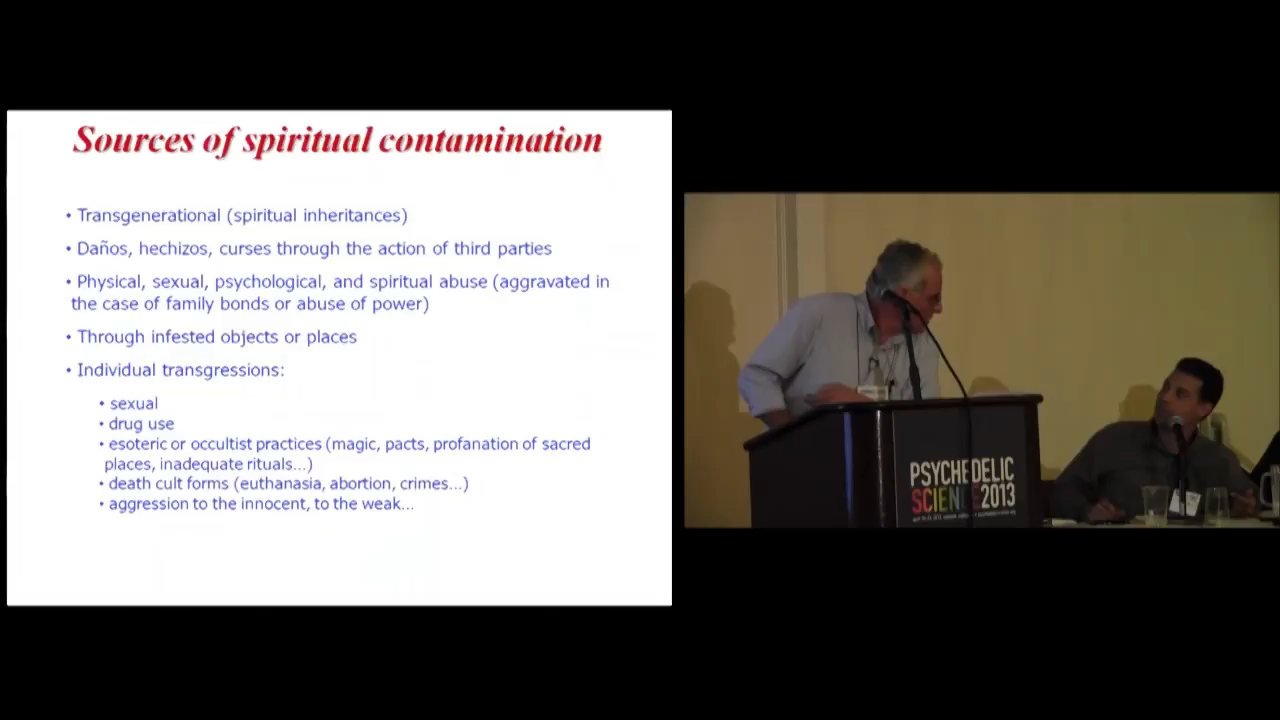 Sources of spiritual contamination
• Transgenerational (spiritual inheritances)
• Daños, hechizos, curses through the action of third parties
• Physical, sexual, psychological, and spiritual abuse (aggravated in
the case of family bonds or abuse of power)
• Through infested objects or places
• Individual transgressions:
• sexual
• drug use
• esoteric or occultist practices (magic, pacts, profanation of sacred
places, inadequate rituals...)
• death cult forms (euthanasia, abortion, crimes...)
• aggression to the innocent, to the weak...
PSYCHEDELIC
SCIENCE 2013